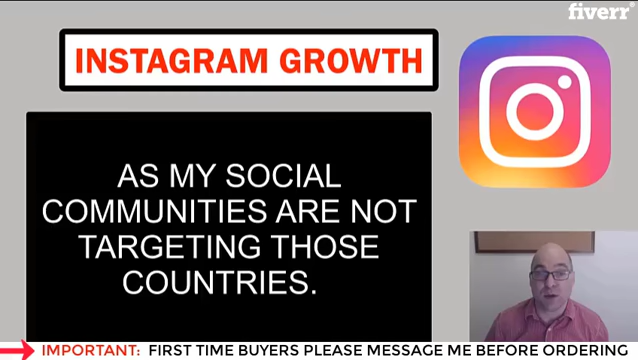 fiverr
INSTAGRAM GROWTH
AS MY SOCIAL
COMMUNITIES ARE NOT
TARGETING THOSE
COUNTRIES.
IMPORTANT: FIRST TIME BUYERS PLEASE MESSAGE ME BEFORE ORDERING